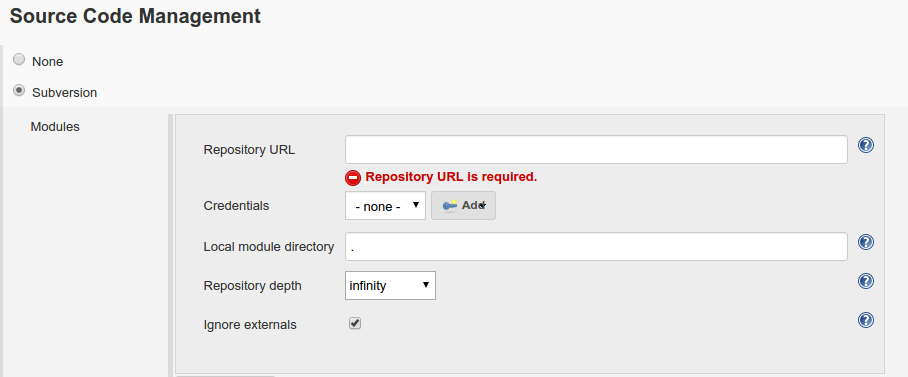 Source Code Management
None
Subversion
Modules
Repository URL
Repository URL is required.
Credentials - none - Add
Local module directory .
Repository depth infinity
Ignore externals